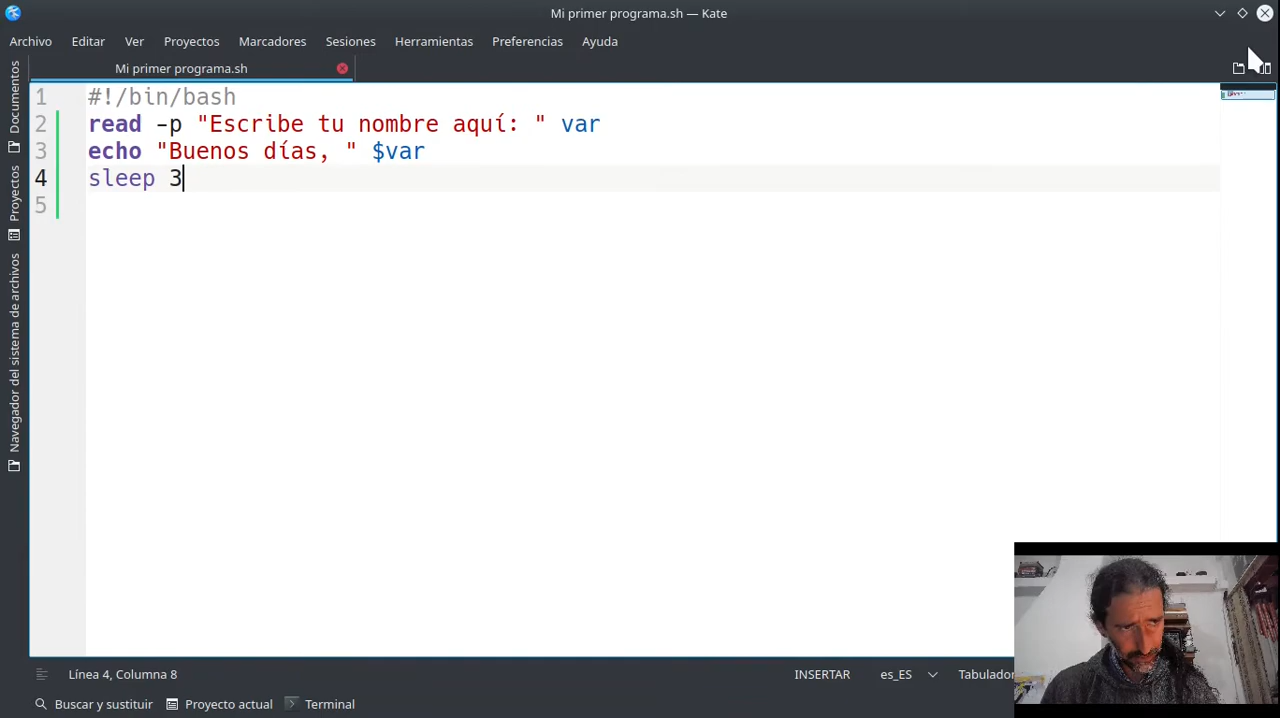 Mi primer programa.sh — Kate
Archivo Editar Ver Proyectos Marcadores Sesiones Herramientas Preferencias Ayuda
Mi primer programa.sh
Documentos
Proyectos
Navegador del sistema de archivos
1 #!/bin/bash
2 read -p "Escribe tu nombre aquí: " var
3 echo "Buenos días, " $var
4 sleep 3
5
Línea 4, Columna 8 INSERTAR es_ES Tabulador
Buscar y sustituir Proyecto actual Terminal